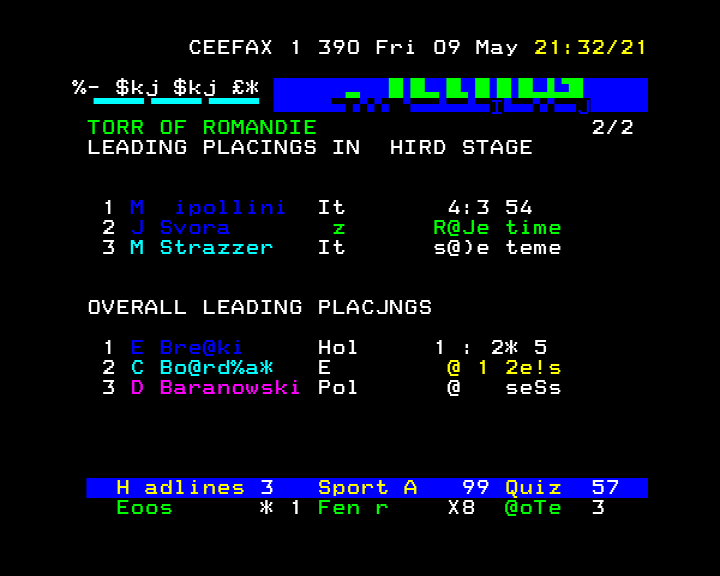 CEEFAX 1 390 Fri 09 May 21:32/21
%- $kj $kj £*
TORR OF ROMANDIE 2/2
LEADING PLACINGS IN HIRD STAGE
1 M ipollini It 4:3 54
2 J Svora z R@Je time
3 M Strazzer It s@)e teme
OVERALL LEADING PLACJNGS
1 E Bre@ki Hol 1 : 2* 5
2 C Bo@rd%a* E @ 1 2e!s
3 D Baranowski Pol @ seSs
H adlines 3 Sport A 99 Quiz 57
Eoos * 1 Fen r X8 @oTe 3